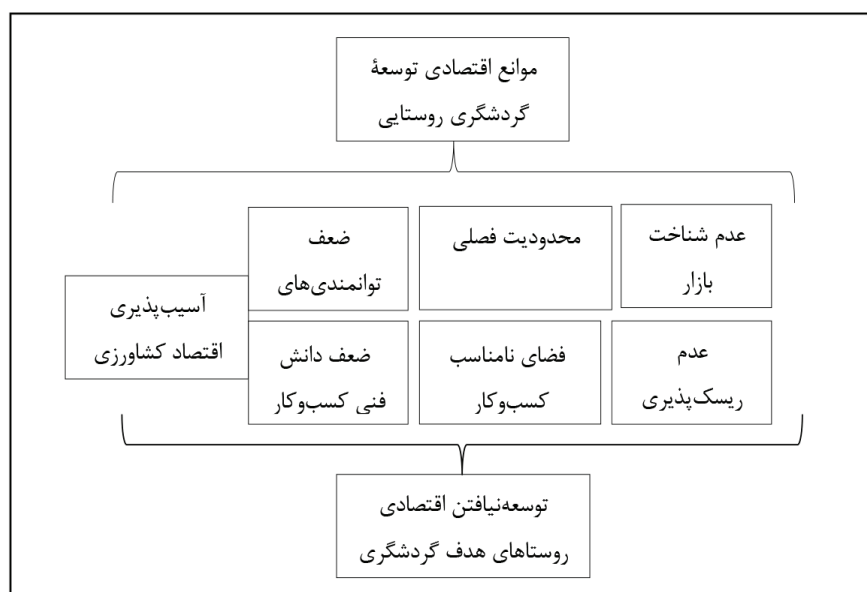 موانع اقتصادی توسعهٔ
گردشگری روستایی
عدم شناخت
بازار
محدودیت فصلی
ضعف
توانمندی‌های
آسیب‌پذیری
اقتصاد کشاورزی
عدم
ریسک‌پذیری
فضای نامناسب
کسب‌وکار
ضعف دانش
فنی کسب‌وکار
توسعه‌نیافتن اقتصادی
روستاهای هدف گردشگری